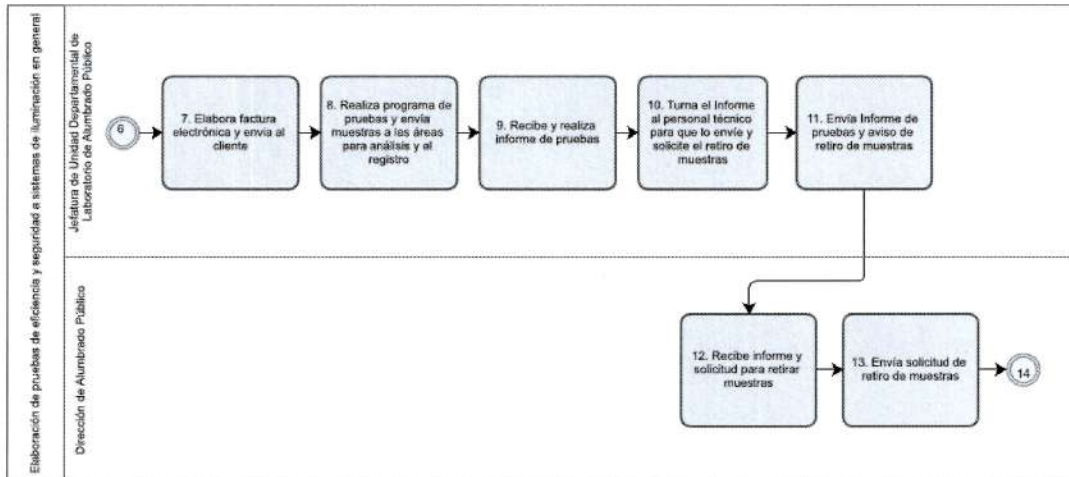 Elaboración de pruebas de eficiencia y seguridad a sistemas de iluminación en general
Jefatura de Unidad Departamental de
Laboratorio de Alumbrado Público
6
7. Elabora factura
electrónica y envia al
cliente
8. Realiza programa de
pruebas y envía
muestras a las áreas
para análisis y al
registro
9. Recibe y realiza
informe de pruebas
10. Turna el Informe
al personal técnico
para que lo envíe y
solicite el retiro de
muestras
11. Envía Informe de
pruebas y aviso de
retiro de muestras
Dirección de Alumbrado Público
12. Recibe informe y
solicitud para retirar
muestras
13. Envía solicitud de
retiro de muestras
14